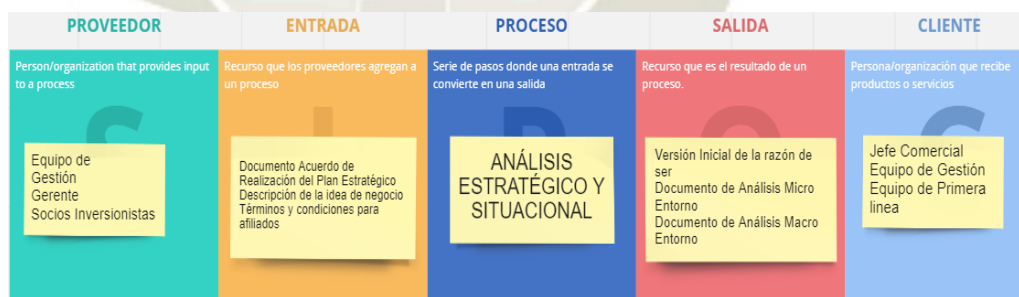 PROVEEDOR
ENTRADA
PROCESO
SALIDA
CLIENTE
Person/organization that provides input
to a process
S
Equipo de
Gestión
Gerente
Socios Inversionistas
Recurso que los proveedores agregan a
un proceso
I
Documento Acuerdo de
Realización del Plan Estratégico
Descripción de la idea de negocio
Términos y condiciones para
afiliados
Serie de pasos donde una entrada se
convierte en una salida
P
ANÁLISIS
ESTRATÉGICO Y
SITUACIONAL
Recurso que es el resultado de un
proceso.
O
Versión Inicial de la razón de
ser
Documento de Análisis Micro
Entorno
Documento de Análisis Macro
Entorno
Persona/organización que recibe
productos o servicios
C
Jefe Comercial
Equipo de Gestión
Equipo de Primera
linea